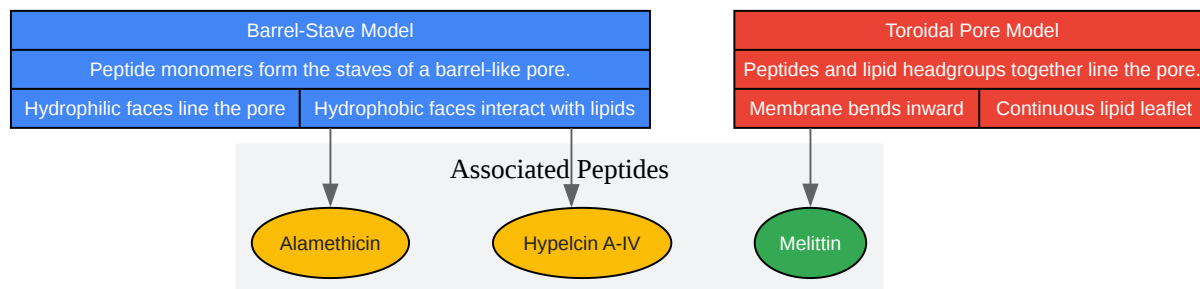 Barrel-Stave Model
Peptide monomers form the staves of a barrel-like pore.
Hydrophilic faces line the pore
Hydrophobic faces interact with lipids
Toroidal Pore Model
Peptides and lipid headgroups together line the pore.
Membrane bends inward
Continuous lipid leaflet
Associated Peptides
Alamethicin
Hypelcin A-IV
Melittin